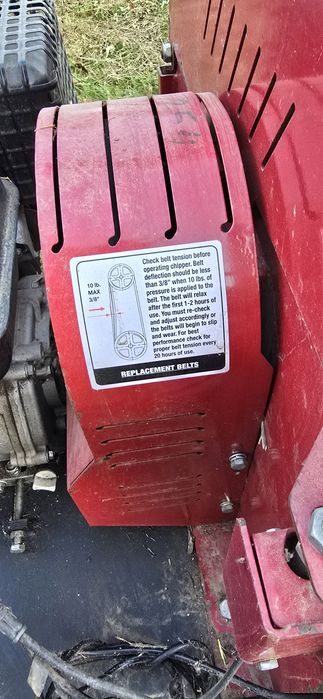 Check belt tension before
operating chipper. Belt
deflection should be less
than 3/8" when 10 lbs. of
pressure is applied to the
belt. The belt will relax
after the first 1-2 hours of
use. You must re-check
and adjust accordingly or
the belts will begin to slip
and wear. For best
performance check for
proper belt tension every
20 hours of use.
10 lb.
MAX
3/8"
REPLACEMENT BELTS